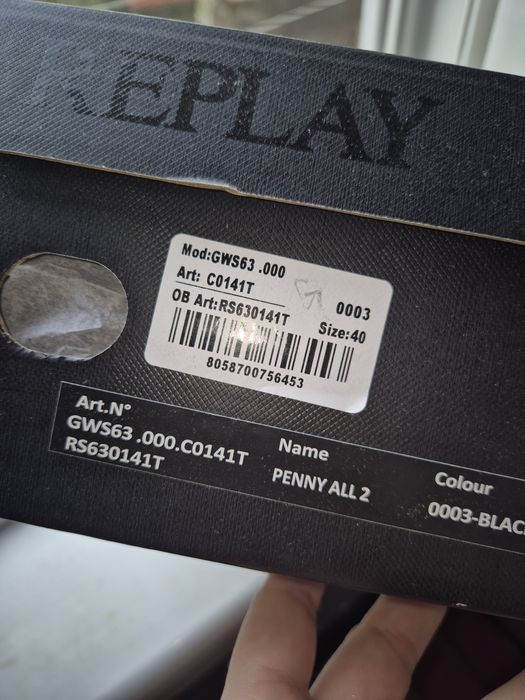 REPLAY
Mod:GWS63 .000
Art: C0141T
0003
OB Art:RS630141T
Size:40
8058700756453
Art.N°
GWS63 .000.C0141T
RS630141T
Name
PENNY ALL 2
Colour
0003-BLAC